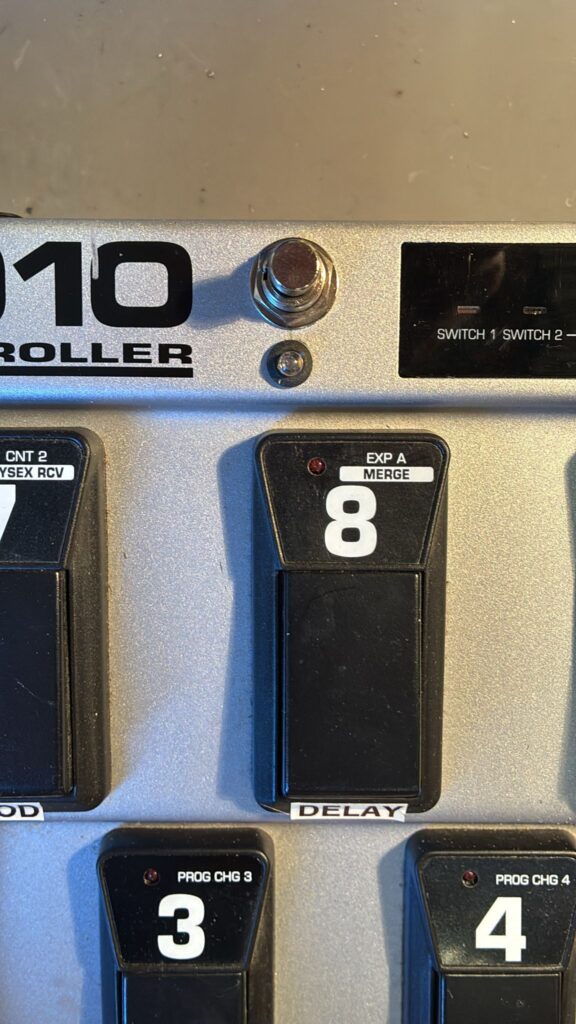 010
ROLLER
SWITCH 1 SWITCH 2
CNT 2
YSEX RCV
7
EXP A
MERGE
8
OD
DELAY
PROG CHG 3
3
PROG CHG 4
4